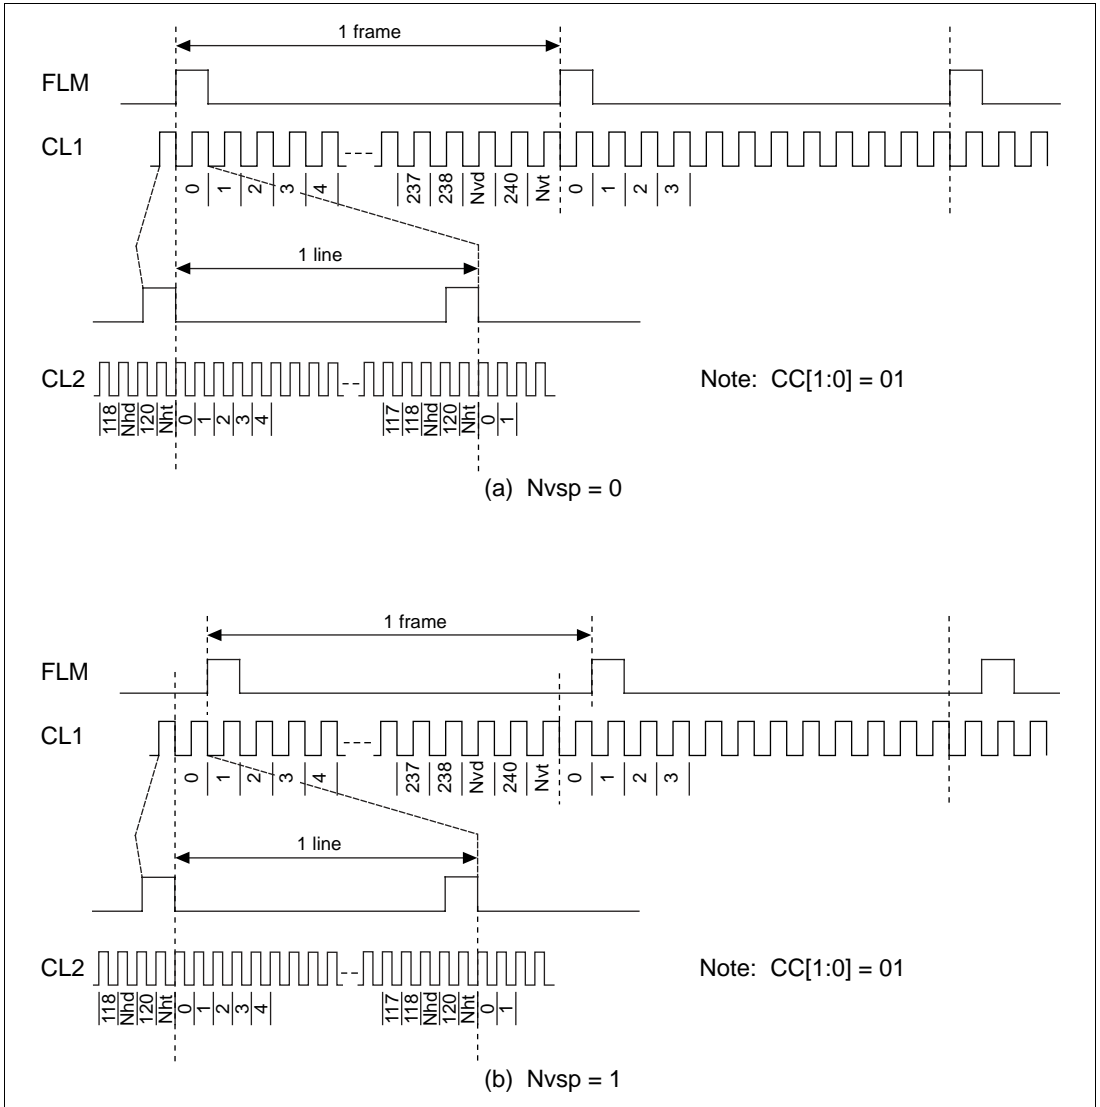 1 frame
FLM
CL1
0 1 2 3 4 237 238 Nvd 240 Nvt 0 1 2 3
1 line
CL2
Note: CC[1:0] = 01
118 Nhd 120 Nht 0 1 2 3 4 117 118 Nhd 120 Nht 0 1
(a) Nvsp = 0
1 frame
FLM
CL1
0 1 2 3 4 237 238 Nvd 240 Nvt 0 1 2 3
1 line
CL2
Note: CC[1:0] = 01
118 Nhd 120 Nht 0 1 2 3 4 117 118 Nhd 120 Nht 0 1
(b) Nvsp = 1